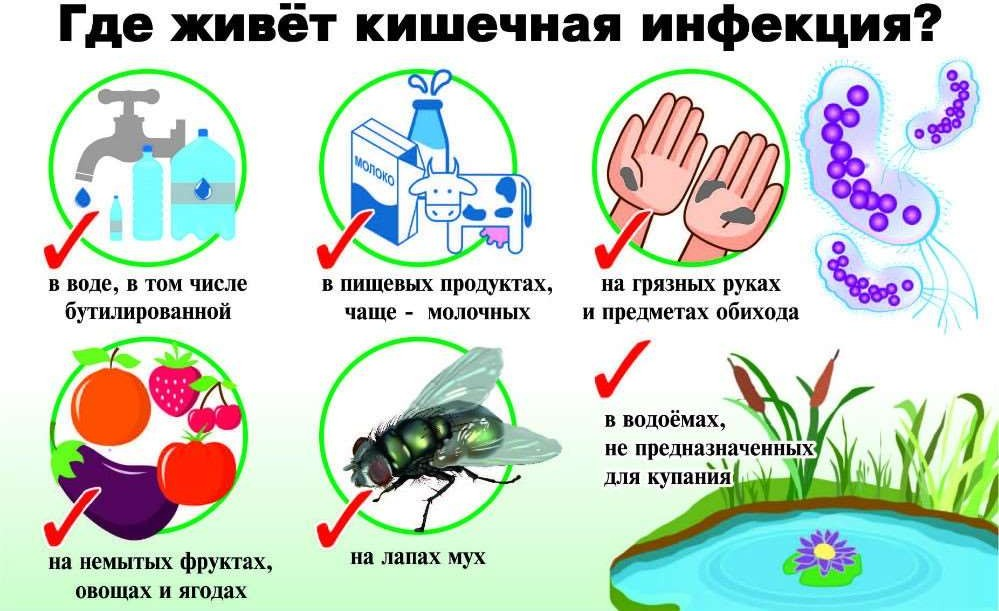 Где живёт кишечная инфекция?
МОЛОКО
в воде, в том числе
бутилированной
в пищевых продуктах,
чаще - молочных
на грязных руках
и предметах обихода
на немытых фруктах,
овощах и ягодах
на лапах мух
в водоёмах,
не предназначенных
для купания